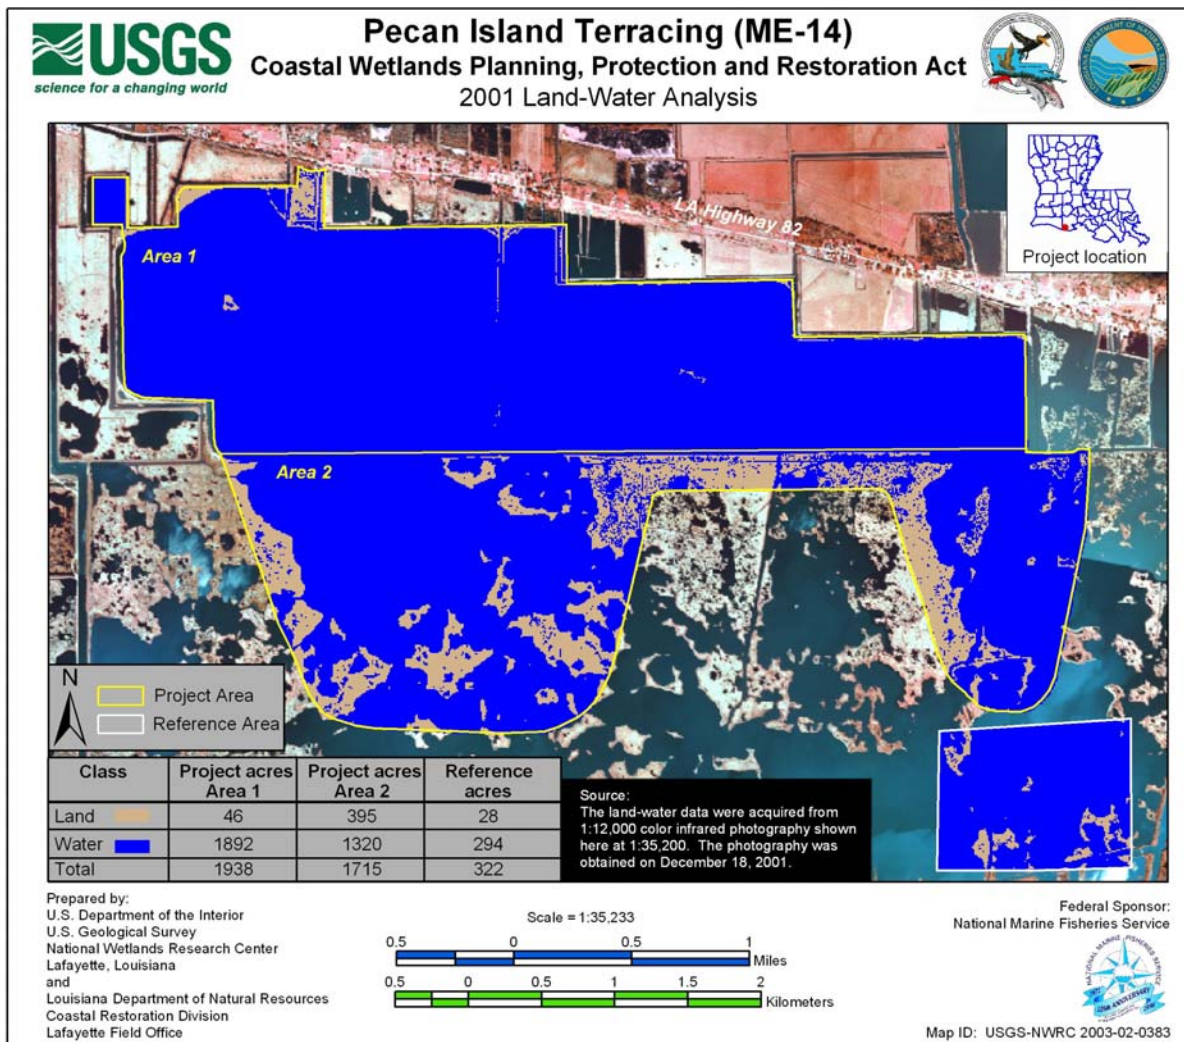 USGS
science for a changing world
Pecan Island Terracing (ME-14)
Coastal Wetlands Planning, Protection and Restoration Act
2001 Land-Water Analysis
LA Highway 82
Project location
Area 1
Area 2
N
Project Area
Reference Area
Class Project acres Area 1 Project acres Area 2 Reference acres
Land 46 395 28
Water 1892 1320 294
Total 1938 1715 322
Source:
The land-water data were acquired from
1:12,000 color infrared photography shown
here at 1:35,200. The photography was
obtained on December 18, 2001.
Prepared by:
U.S. Department of the Interior
U.S. Geological Survey
National Wetlands Research Center
Lafayette, Louisiana
and
Louisiana Department of Natural Resources
Coastal Restoration Division
Lafayette Field Office
Scale = 1:35,233
0.5 0 0.5 1
Miles
0.5 0 0.5 1 1.5 2
Kilometers
Federal Sponsor:
National Marine Fisheries Service
NATIONAL MARINE FISHERIES SERVICE
Map ID: USGS-NWRC 2003-02-0383